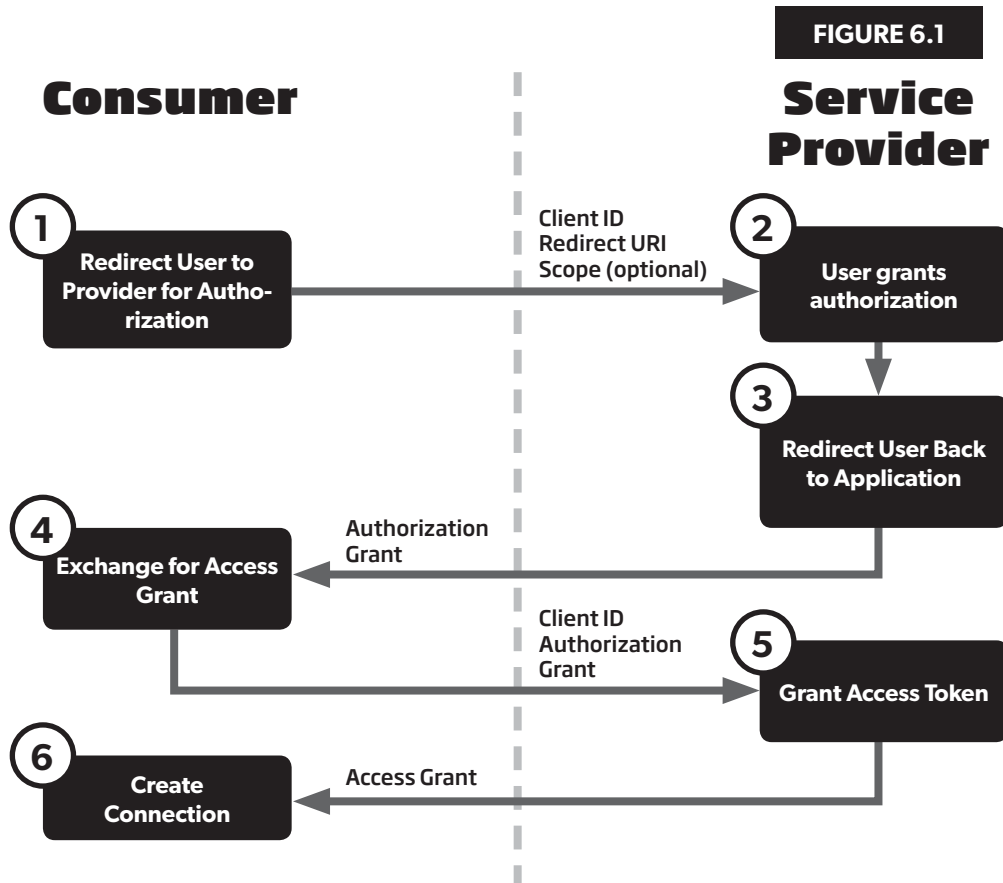 FIGURE 6.1
Consumer
Service
Provider
1
Redirect User to
Provider for Autho-
rization
Client ID
Redirect URI
Scope (optional)
2
User grants
authorization
3
Redirect User Back
to Application
4
Exchange for Access
Grant
Authorization
Grant
Client ID
Authorization
Grant
5
Grant Access Token
6
Create
Connection
Access Grant